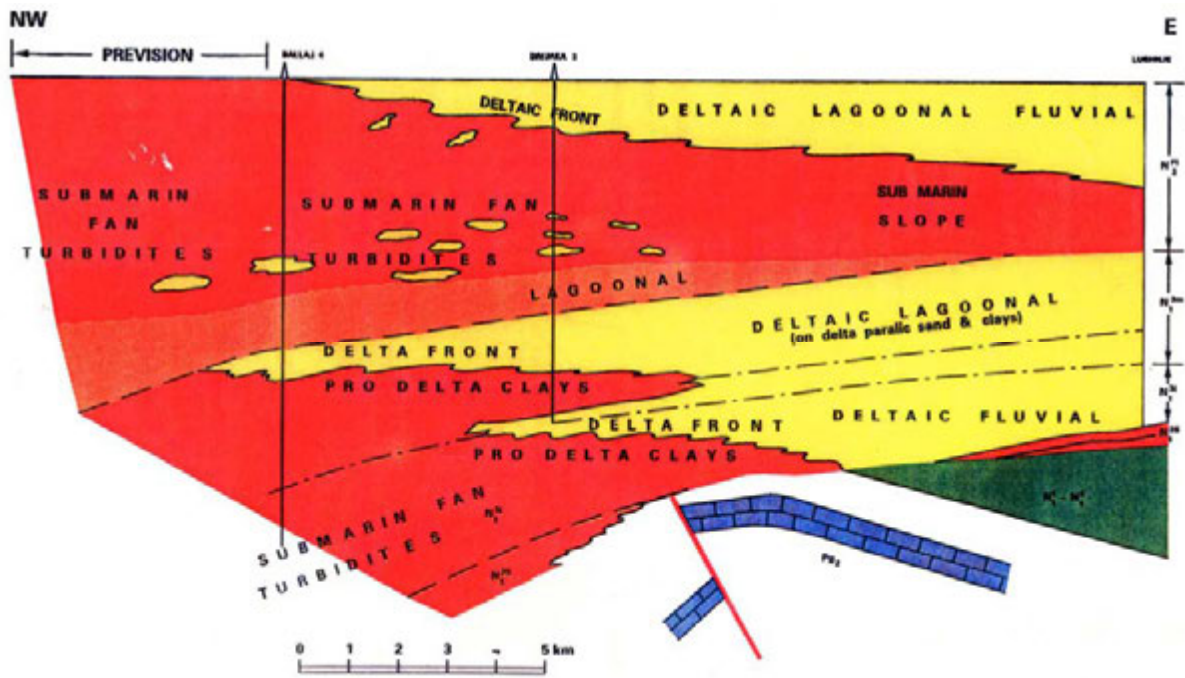 NW
E
PREVISION
BALLAJ 4
DELTAIC FRONT
DELTAIC LAGOONAL FLUVIAL
SUBMARIN
FAN
TURBIDITES
SUBMARIN FAN
TURBIDITES
SUB MARIN
SLOPE
LAGOONAL
DELTAIC LAGOONAL
(on delta paralic sand & clays)
DELTA FRONT
PRO DELTA CLAYS
DELTA FRONT
DELTAIC FLUVIAL
PRO DELTA CLAYS
SUBMARIN FAN
TURBIDITES
0 1 2 3 5 km